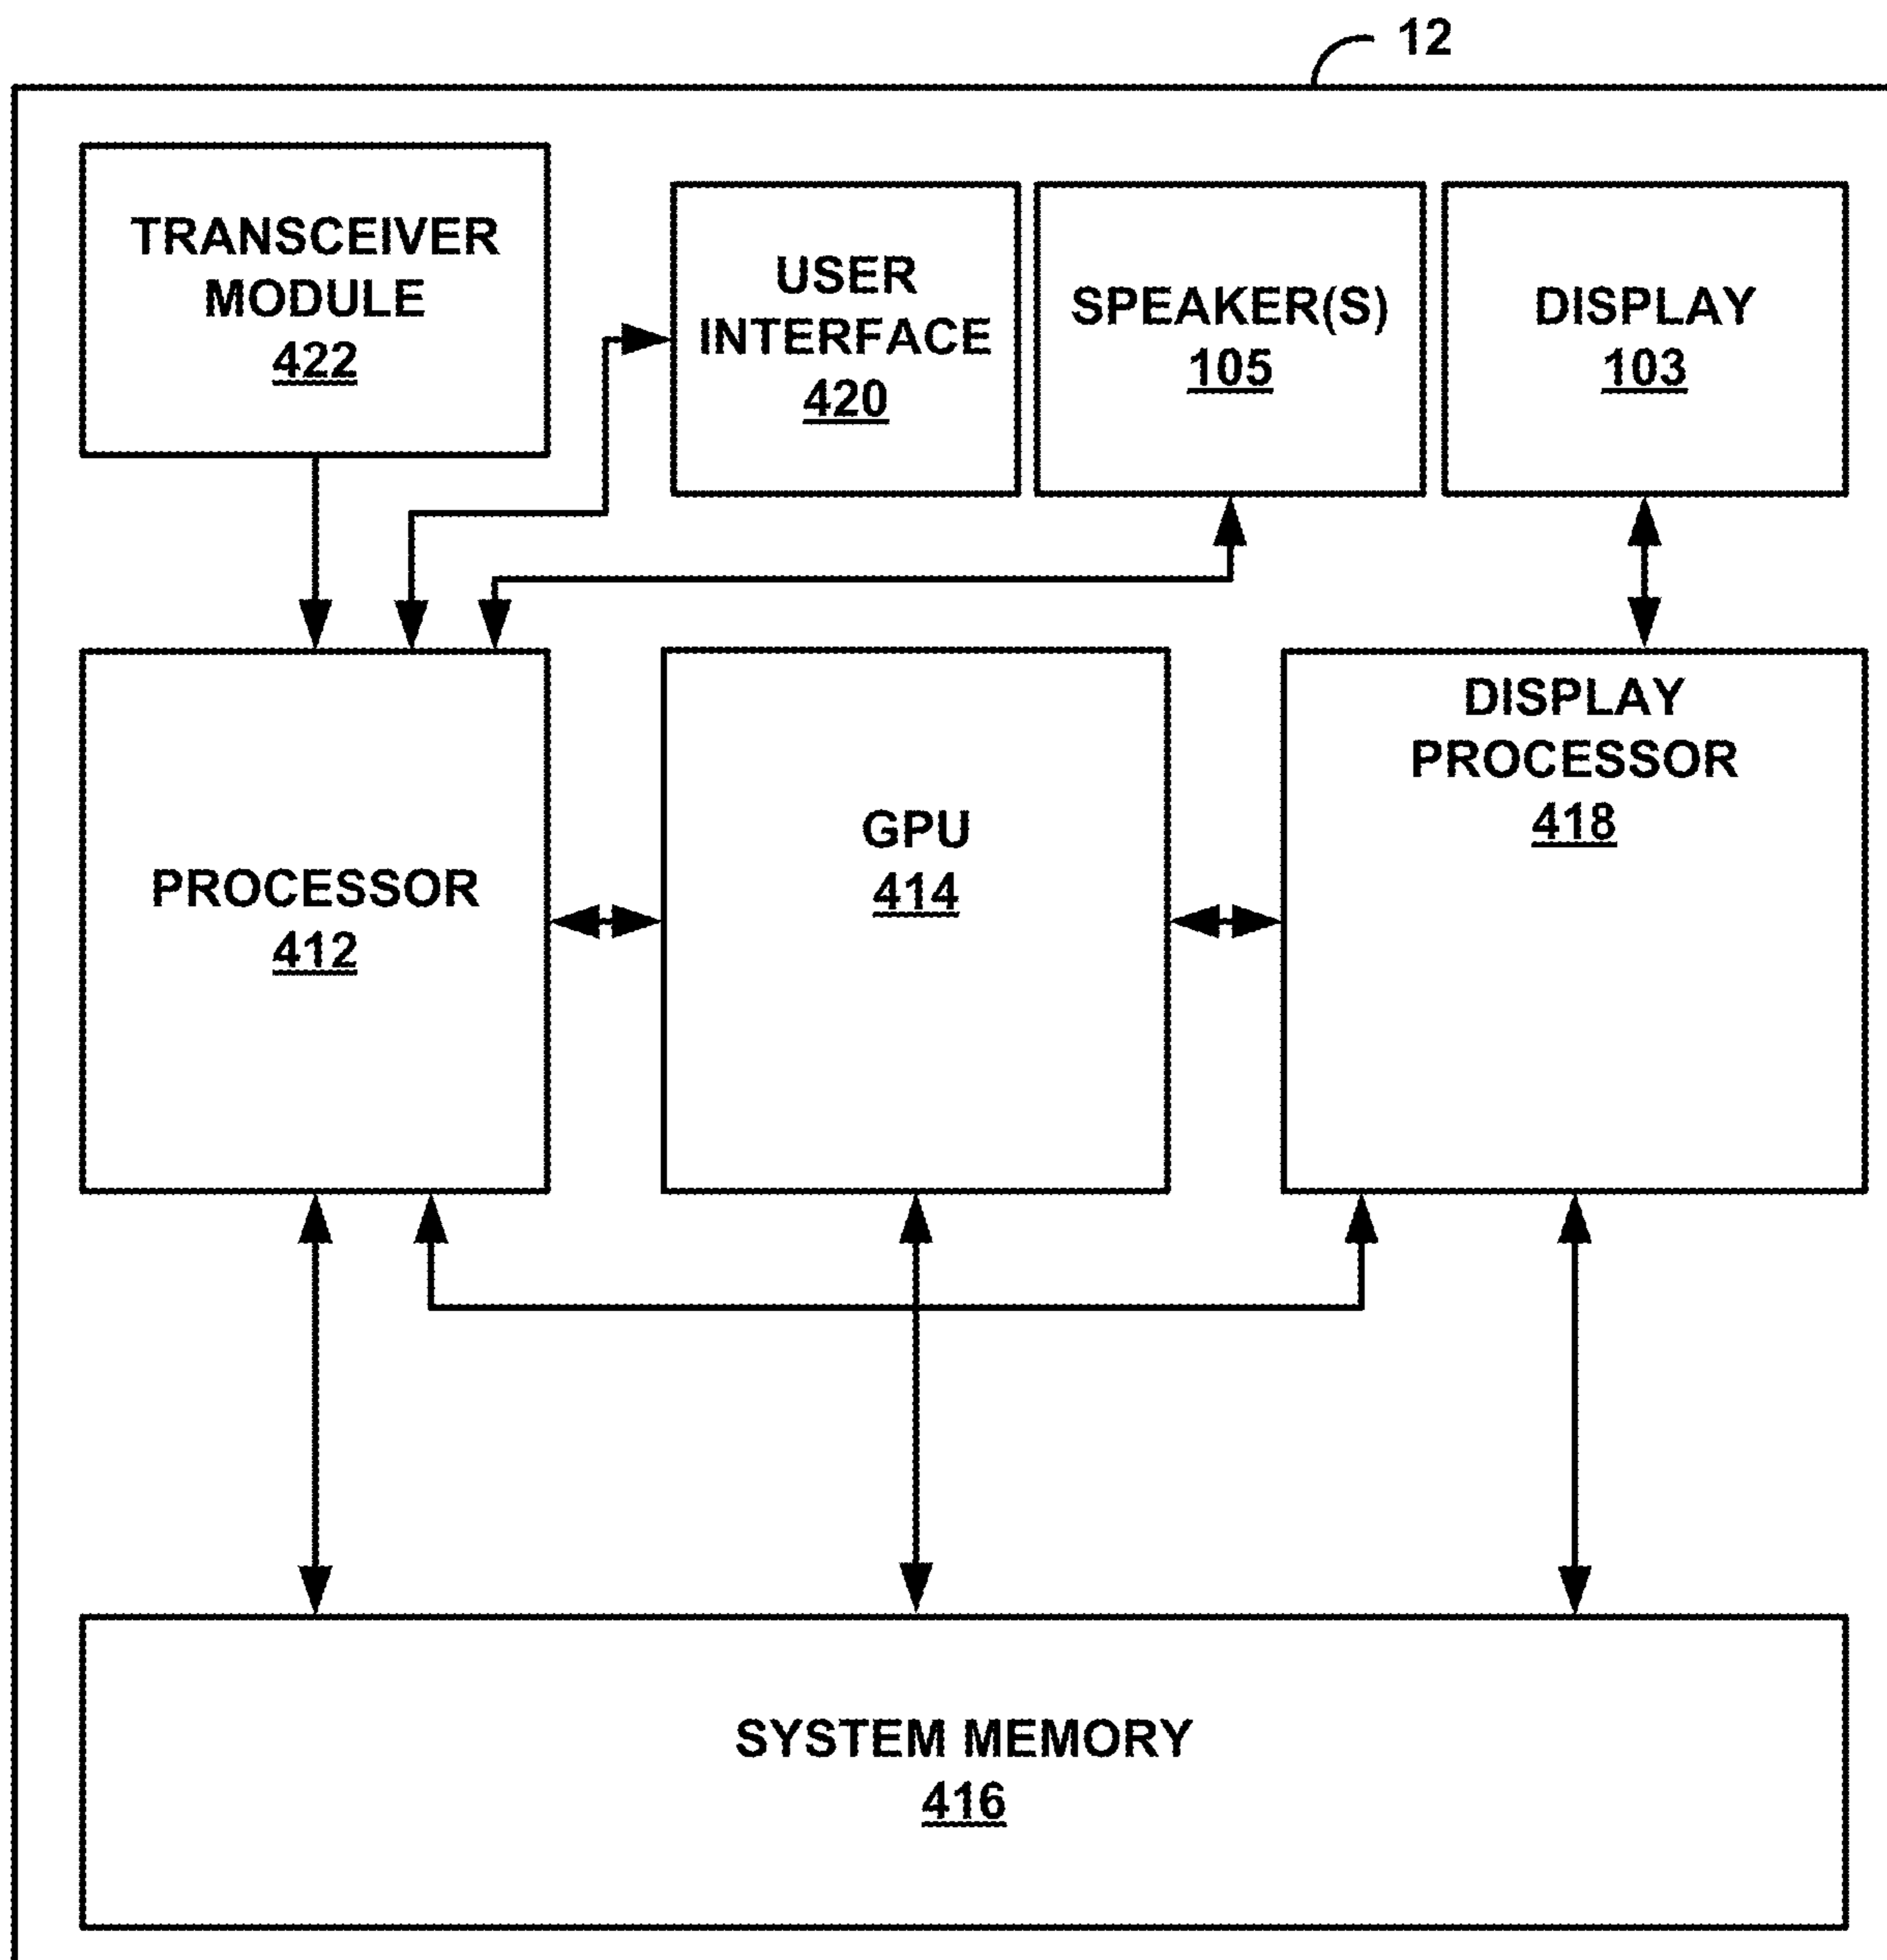 12
TRANSCEIVER
MODULE
422
USER
INTERFACE
420
SPEAKER(S)
105
DISPLAY
103
PROCESSOR
412
GPU
414
DISPLAY
PROCESSOR
418
SYSTEM MEMORY
416